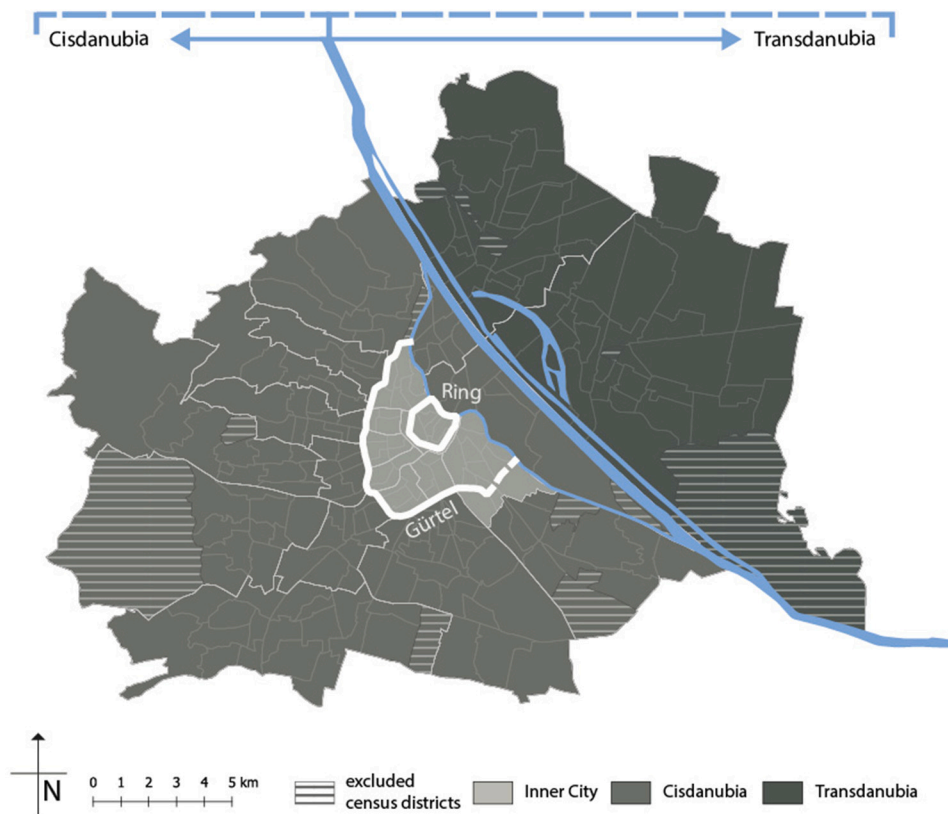 Cisdanubia
Transdanubia
Ring
Gürtel
N
0 1 2 3 4 5 km
excluded
census districts
Inner City
Cisdanubia
Transdanubia